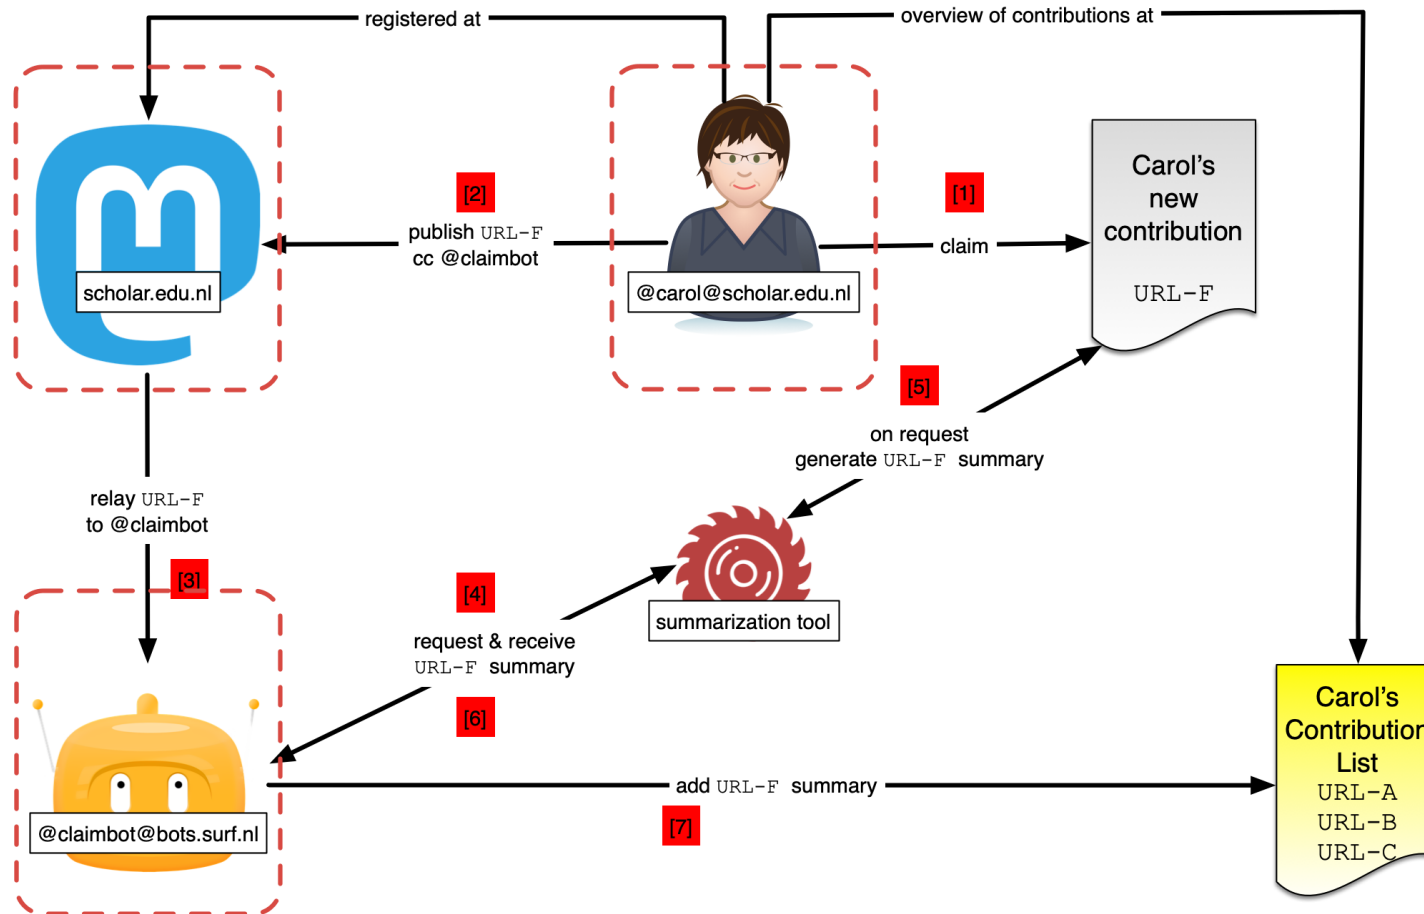 registered at
overview of contributions at
[2]
publish URL-F
cc @claimbot
[1]
claim
Carol's
new
contribution
URL-F
scholar.edu.nl
@carol@scholar.edu.nl
[5]
on request
generate URL-F summary
relay URL-F
to @claimbot
[3]
[4]
request & receive
URL-F summary
[6]
summarization tool
Carol's
Contribution
List
URL-A
URL-B
URL-C
add URL-F summary
[7]
@claimbot@bots.surf.nl